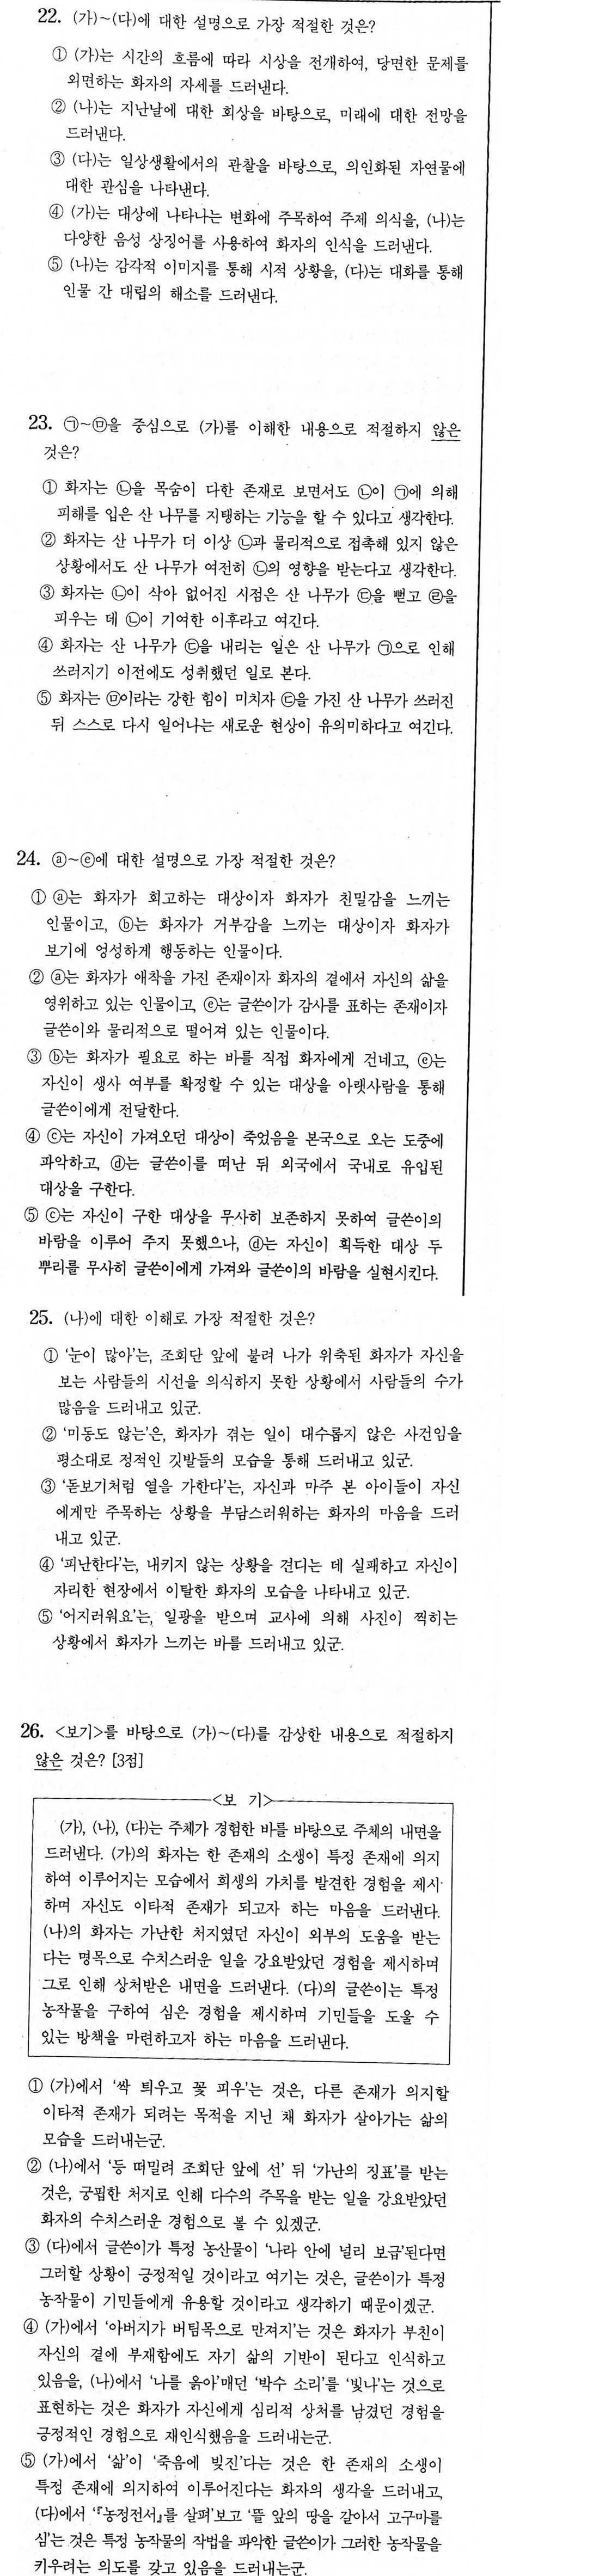 22. (가)~(다)에 대한 설명으로 가장 적절한 것은?
① (가)는 시간의 흐름에 따라 시상을 전개하여, 당면한 문제를
외면하는 화자의 자세를 드러낸다.
② (나)는 지난날에 대한 회상을 바탕으로, 미래에 대한 전망을
드러낸다.
③ (다)는 일상생활에서의 관찰을 바탕으로, 의인화된 자연물에
대한 관심을 나타낸다.
④ (가)는 대상에 나타나는 변화에 주목하여 주제 의식을, (나)는
다양한 음성 상징어를 사용하여 화자의 인식을 드러낸다.
⑤ (나)는 감각적 이미지를 통해 시적 상황을, (다)는 대화를 통해
인물 간 대립의 해소를 드러낸다.
23. ㉠~㉤을 중심으로 (가)를 이해한 내용으로 적절하지 않은
것은?
① 화자는 ㉡을 목숨이 다한 존재로 보면서도 ㉡이 ㉠에 의해
피해를 입은 산 나무를 지탱하는 기능을 할 수 있다고 생각한다.
② 화자는 산 나무가 더 이상 ㉡과 물리적으로 접촉해 있지 않은
상황에서도 산 나무가 여전히 ㉡의 영향을 받는다고 생각한다.
③ 화자는 ㉡이 삭아 없어진 시점은 산 나무가 ㉢을 뻗고 ㉣을
피우는 데 ㉡이 기여한 이후라고 여긴다.
④ 화자는 산 나무가 ㉢을 내리는 일은 산 나무가 ㉠으로 인해
쓰러지기 이전에도 성취했던 일로 본다.
⑤ 화자는 ㉤이라는 강한 힘이 미치자 ㉢을 가진 산 나무가 쓰러진
뒤 스스로 다시 일어나는 새로운 현상이 유의미하다고 여긴다.
24. ⓐ~ⓔ에 대한 설명으로 가장 적절한 것은?
① ⓐ는 화자가 회고하는 대상이자 화자가 친밀감을 느끼는
인물이고, ⓑ는 화자가 거부감을 느끼는 대상이자 화자가
보기에 엉성하게 행동하는 인물이다.
② ⓐ는 화자가 애착을 가진 존재이자 화자의 곁에서 자신의 삶을
영위하고 있는 인물이고, ⓔ는 글쓴이가 감사를 표하는 존재이자
글쓴이와 물리적으로 떨어져 있는 인물이다.
③ ⓑ는 화자가 필요로 하는 바를 직접 화자에게 건네고, ⓔ는
자신이 생사 여부를 확정할 수 있는 대상을 아랫사람을 통해
글쓴이에게 전달한다.
④ ⓒ는 자신이 가져오던 대상이 죽었음을 본국으로 오는 도중에
파악하고, ⓓ는 글쓴이를 떠난 뒤 외국에서 국내로 유입된
대상을 구한다.
⑤ ⓒ는 자신이 구한 대상을 무사히 보존하지 못하여 글쓴이의
바람을 이루어 주지 못했으나, ⓓ는 자신이 획득한 대상 두
뿌리를 무사히 글쓴이에게 가져와 글쓴이의 바람을 실현시킨다.
25. (나)에 대한 이해로 가장 적절한 것은?
① ‘눈이 많아’는, 조회단 앞에 불려 나가 위축된 화자가 자신을
보는 사람들의 시선을 의식하지 못한 상황에서 사람들의 수가
많음을 드러내고 있군.
② ‘미동도 않는’은, 화자가 겪는 일이 대수롭지 않은 사건임을
평소대로 정적인 깃발들의 모습을 통해 드러내고 있군.
③ ‘돋보기처럼 열을 가한다’는, 자신과 마주 본 아이들이 자신
에게만 주목하는 상황을 부담스러워하는 화자의 마음을 드러
내고 있군.
④ ‘피난한다’는, 내키지 않는 상황을 견디는 데 실패하고 자신이
자리한 현장에서 이탈한 화자의 모습을 나타내고 있군.
⑤ ‘어지러워요’는, 일광을 받으며 교사에 의해 사진이 찍히는
상황에서 화자가 느끼는 바를 드러내고 있군.
26. <보기>를 바탕으로 (가)~(다)를 감상한 내용으로 적절하지
않은 것은? [3점]
<보 기>
(가), (나), (다)는 주체가 경험한 바를 바탕으로 주체의 내면을
드러낸다. (가)의 화자는 한 존재의 소생이 특정 존재에 의지
하여 이루어지는 모습에서 희생의 가치를 발견한 경험을 제시
하며 자신도 이타적 존재가 되고자 하는 마음을 드러낸다.
(나)의 화자는 가난한 처지였던 자신이 외부의 도움을 받는
다는 명목으로 수치스러운 일을 강요받았던 경험을 제시하며
그로 인해 상처받은 내면을 드러낸다. (다)의 글쓴이는 특정
농작물을 구하여 심은 경험을 제시하며 기민들을 도울 수
있는 방책을 마련하고자 하는 마음을 드러낸다.
① (가)에서 ‘싹 틔우고 꽃 피우’는 것은, 다른 존재가 의지할
이타적 존재가 되려는 목적을 지닌 채 화자가 살아가는 삶의
모습을 드러내는군.
② (나)에서 ‘등 떠밀려 조회단 앞에 선’ 뒤 ‘가난의 징표’를 받는
것은, 궁핍한 처지로 인해 다수의 주목을 받는 일을 강요받았던
화자의 수치스러운 경험으로 볼 수 있겠군.
③ (다)에서 글쓴이가 특정 농산물이 ‘나라 안에 널리 보급’된다면
그러할 상황이 긍정적일 것이라고 여기는 것은, 글쓴이가 특정
농작물이 기민들에게 유용할 것이라고 생각하기 때문이겠군.
④ (가)에서 ‘아버지가 버팀목으로 만져지’는 것은 화자가 부친이
자신의 곁에 부재함에도 자기 삶의 기반이 된다고 인식하고
있음을, (나)에서 ‘나를 옭아’매던 ‘박수 소리’를 ‘빛나’는 것으로
표현하는 것은 화자가 자신에게 심리적 상처를 남겼던 경험을
긍정적인 경험으로 재인식했음을 드러내는군.
⑤ (가)에서 ‘삶’이 ‘죽음에 빚진’다는 것은 한 존재의 소생이
특정 존재에 의지하여 이루어진다는 화자의 생각을 드러내고,
(다)에서 ‘『농정전서』를 살펴’보고 ‘뜰 앞의 땅을 갈아서 고구마를
심’는 것은 특정 농작물의 작법을 파악한 글쓴이가 그러한 농작물을
키우려는 의도를 갖고 있음을 드러내는군.